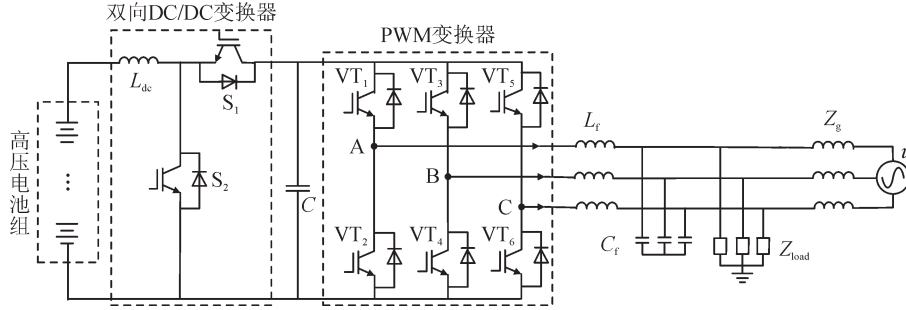 双向DC/DC变换器
PWM变换器
高压电池组
L_dc
S_1
S_2
C
VT_1
VT_3
VT_5
A
B
C
VT_2
VT_4
VT_6
L_f
C_f
Z_load
Z_g